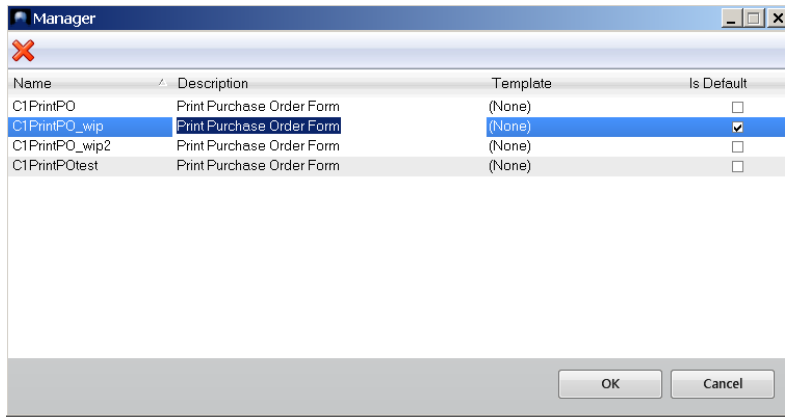 Manager
Name Description Template Is Default
C1PrintPO Print Purchase Order Form (None)
C1PrintPO_wip Print Purchase Order Form (None)
C1PrintPO_wip2 Print Purchase Order Form (None)
C1PrintPOtest Print Purchase Order Form (None)
OK Cancel